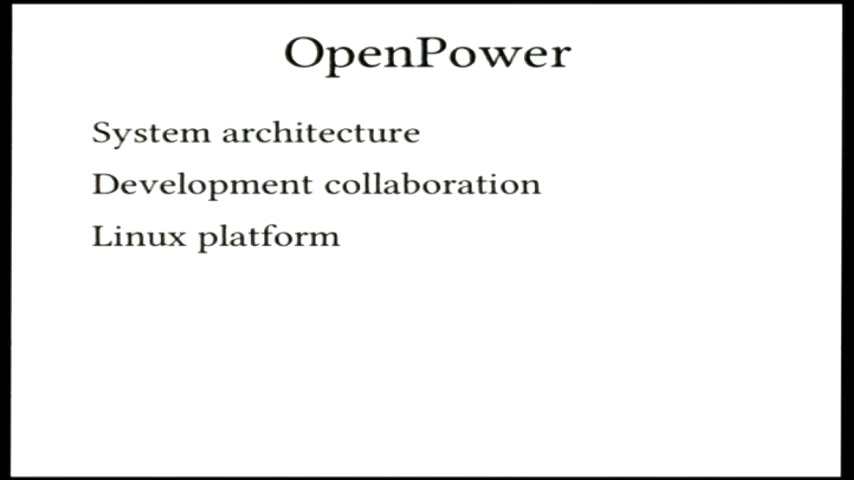 OpenPower
System architecture
Development collaboration
Linux platform